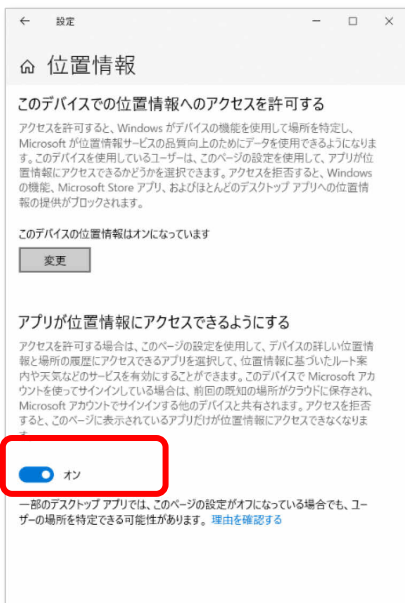 設定
位置情報
このデバイスでの位置情報へのアクセスを許可する
アクセスを許可すると、Windows がデバイスの機能を使用して場所を特定し、
Microsoft が位置情報サービスの品質向上のためにデータを使用できるようになりま
す。このデバイスを使用しているユーザーは、このページの設定を使用して、アプリが位
置情報にアクセスできるかどうかを選択できます。アクセスを拒否すると、Windows
の機能、Microsoft Store アプリ、およびほとんどのデスクトップ アプリへの位置情
報の提供がブロックされます。
このデバイスの位置情報はオンになっています
変更
アプリが位置情報にアクセスできるようにする
アクセスを許可する場合は、このページの設定を使用して、デバイスの詳しい位置情
報と場所の履歴にアクセスできるアプリを選択して、位置情報に基づいたルート案
内や天気などのサービスを有効にすることができます。このデバイスで Microsoft アカ
ウントを使ってサインインしている場合は、前回の既知の場所がクラウドに保存され、
Microsoft アカウントでサインインする他のデバイスと共有されます。アクセスを拒否
すると、このページに表示されているアプリだけが位置情報にアクセスできなくなりま
オン
一部のデスクトップ アプリでは、このページの設定がオフになっている場合でも、ユー
ザーの場所を特定できる可能性があります。理由を確認する